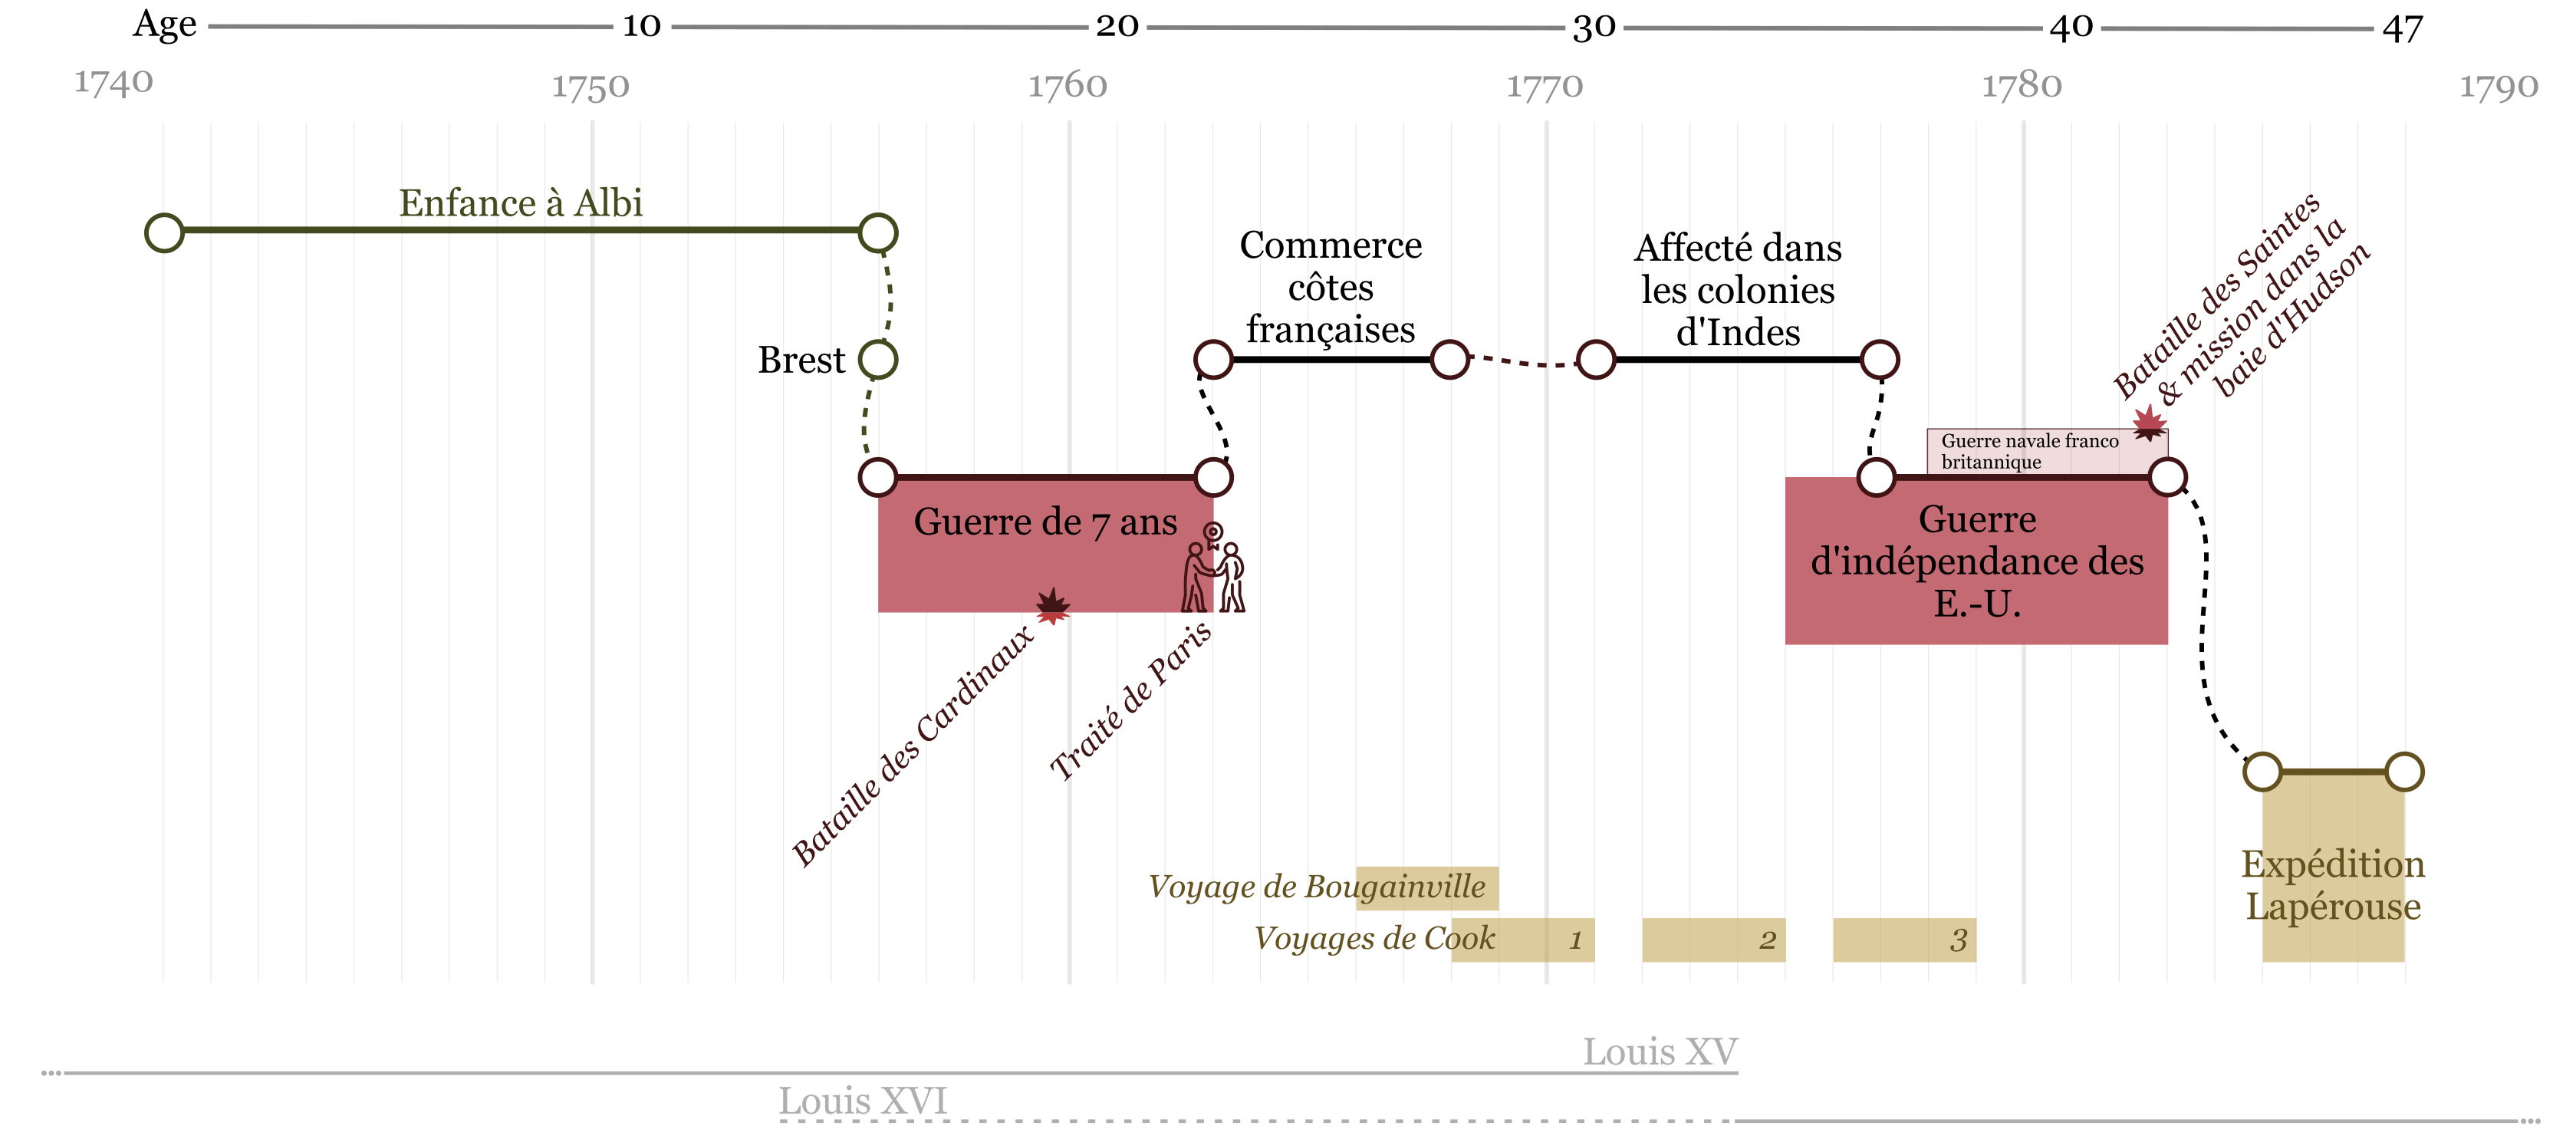 Age 10 20 30 40 47
1740 1750 1760 1770 1780 1790
Enfance à Albi
Brest
Commerce
côtes
françaises
Affecté dans
les colonies
d'Indes
Bataille des Saintes
& mission dans la
baie d'Hudson
Guerre navale franco
britannique
Guerre de 7 ans
Guerre
d'indépendance des
E.-U.
Bataille des Cardinaux
Traité de Paris
Voyage de Bougainville
Voyages de Cook 1 2 3
Expédition
Lapérouse
Louis XV
Louis XVI